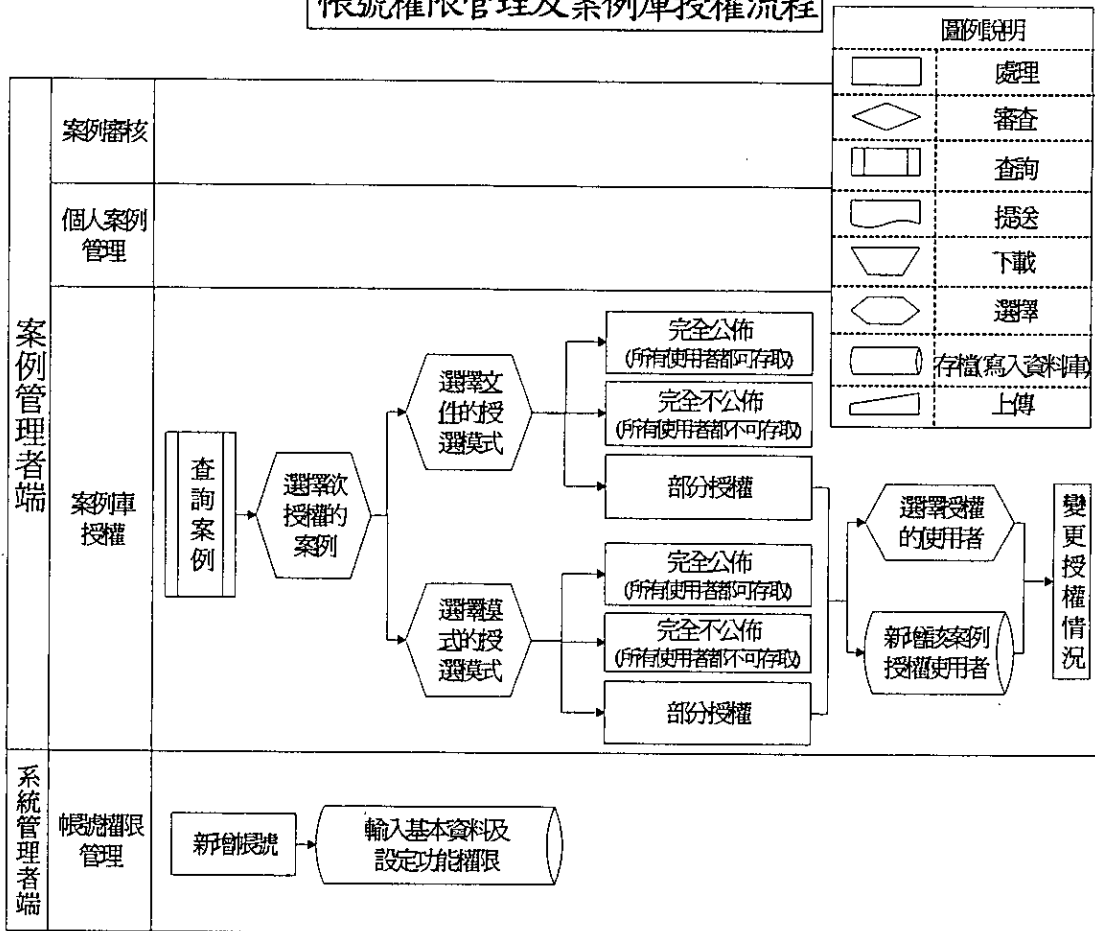 帳號權限管理及案例庫授權流程
圖例說明
處理
審查
查詢
提送
下載
選擇
存檔(寫入資料庫)
上傳
案例管理者端
案例審核
個人案例
管理
案例庫
授權
查詢案例
選擇欲
授權的
案例
選擇文
件的授
選模式
完全公佈
(所有使用者都可存取)
完全不公佈
(所有使用者都不可存取)
部分授權
選擇模
式的授
選模式
完全公佈
(所有使用者都可存取)
完全不公佈
(所有使用者都不可存取)
部分授權
選擇授權
的使用者
新增該案例
授權使用者
變更授權情況
系統管理者端
帳號權限
管理
新增帳號
輸入基本資料及
設定功能權限